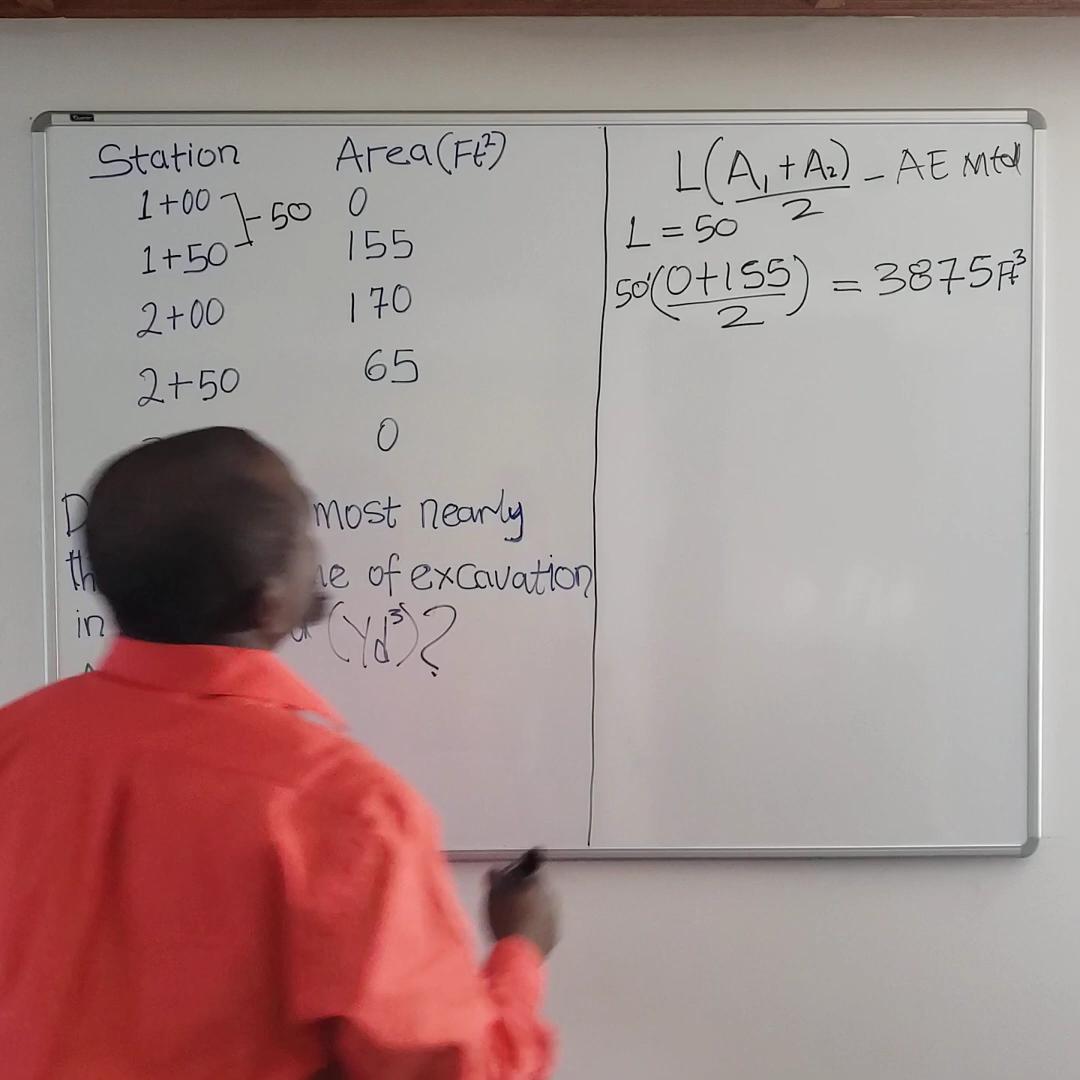 Station Area (Ft²)
1+00 50 0
1+50 155
2+00 170
2+50 65
0
most nearly
of excavation
in (Yd³)?
L(A₁ + A₂)/2 - AE Mtd
L = 50
50'(0+155)/2 = 3875 Ft³